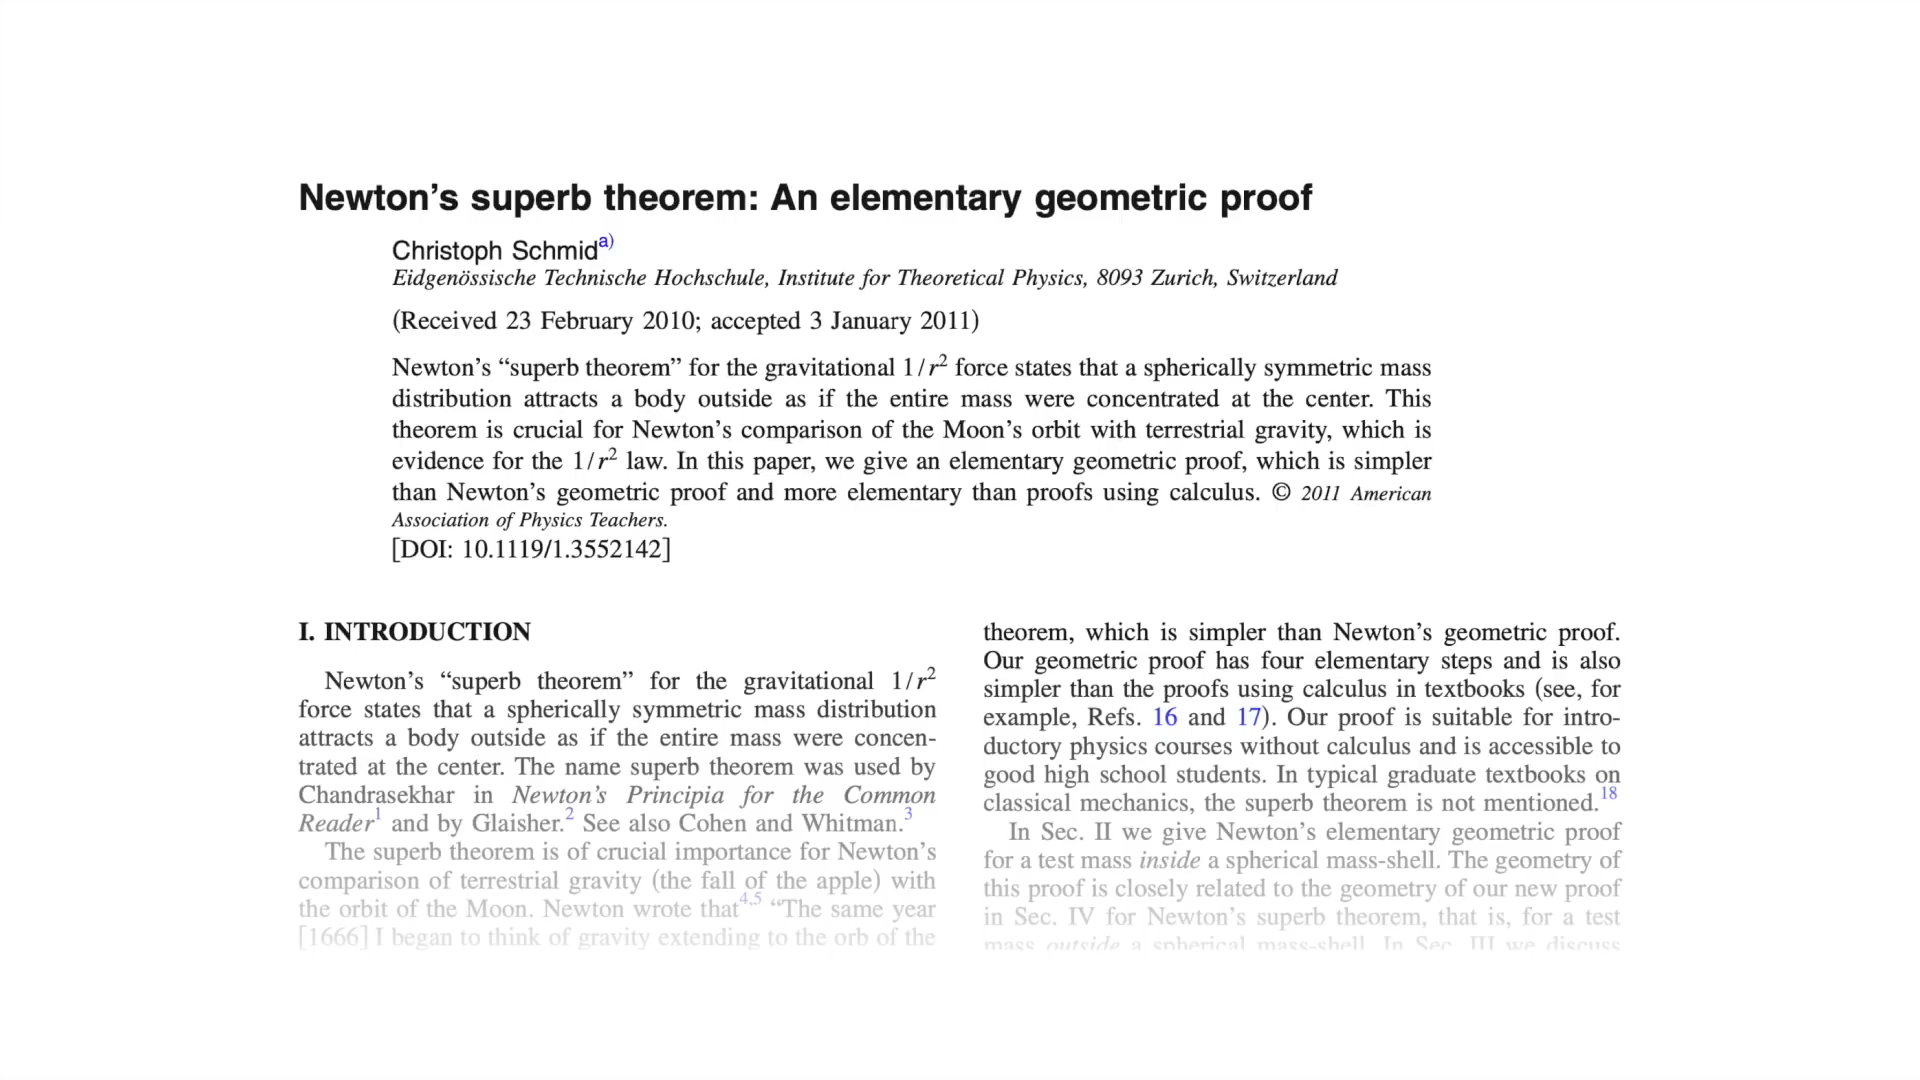 Newton's superb theorem: An elementary geometric proof
Christoph Schmid^a)
Eidgenössische Technische Hochschule, Institute for Theoretical Physics, 8093 Zurich, Switzerland
(Received 23 February 2010; accepted 3 January 2011)
Newton's “superb theorem” for the gravitational 1/r² force states that a spherically symmetric mass
distribution attracts a body outside as if the entire mass were concentrated at the center. This
theorem is crucial for Newton's comparison of the Moon's orbit with terrestrial gravity, which is
evidence for the 1/r² law. In this paper, we give an elementary geometric proof, which is simpler
than Newton's geometric proof and more elementary than proofs using calculus. © 2011 American
Association of Physics Teachers.
[DOI: 10.1119/1.3552142]
I. INTRODUCTION
Newton's “superb theorem” for the gravitational 1/r²
force states that a spherically symmetric mass distribution
attracts a body outside as if the entire mass were concen-
trated at the center. The name superb theorem was used by
Chandrasekhar in Newton's Principia for the Common
Reader¹ and by Glaisher.² See also Cohen and Whitman.³
The superb theorem is of crucial importance for Newton's
comparison of terrestrial gravity (the fall of the apple) with
the orbit of the Moon. Newton wrote that⁴,⁵ “The same year
[1666] I began to think of gravity extending to the orb of the
theorem, which is simpler than Newton's geometric proof.
Our geometric proof has four elementary steps and is also
simpler than the proofs using calculus in textbooks (see, for
example, Refs. 16 and 17). Our proof is suitable for intro-
ductory physics courses without calculus and is accessible to
good high school students. In typical graduate textbooks on
classical mechanics, the superb theorem is not mentioned.¹⁸
In Sec. II we give Newton's elementary geometric proof
for a test mass inside a spherical mass-shell. The geometry of
this proof is closely related to the geometry of our new proof
in Sec. IV for Newton's superb theorem, that is, for a test
mass outside a spherical mass-shell. In Sec. III we discuss